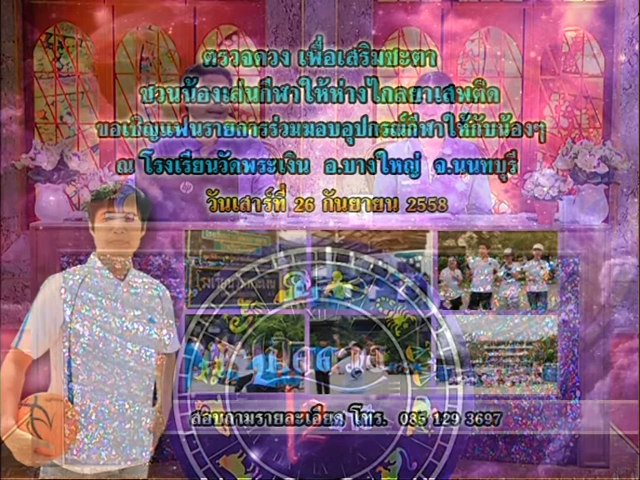 ตรวจดวง เพื่อเสริมชะตา
ชวนน้องเล่นกีฬาให้ห่างไกลยาเสพติด
ขอเชิญแฟนรายการร่วมมอบอุปกรณ์กีฬาให้กับน้องๆ
ณ โรงเรียนวัดพระเงิน อ.บางใหญ่ จ.นนทบุรี
วันเสาร์ที่ 26 กันยายน 2558
XII
12
สอบถามรายละเอียด โทร. 085 129 3697